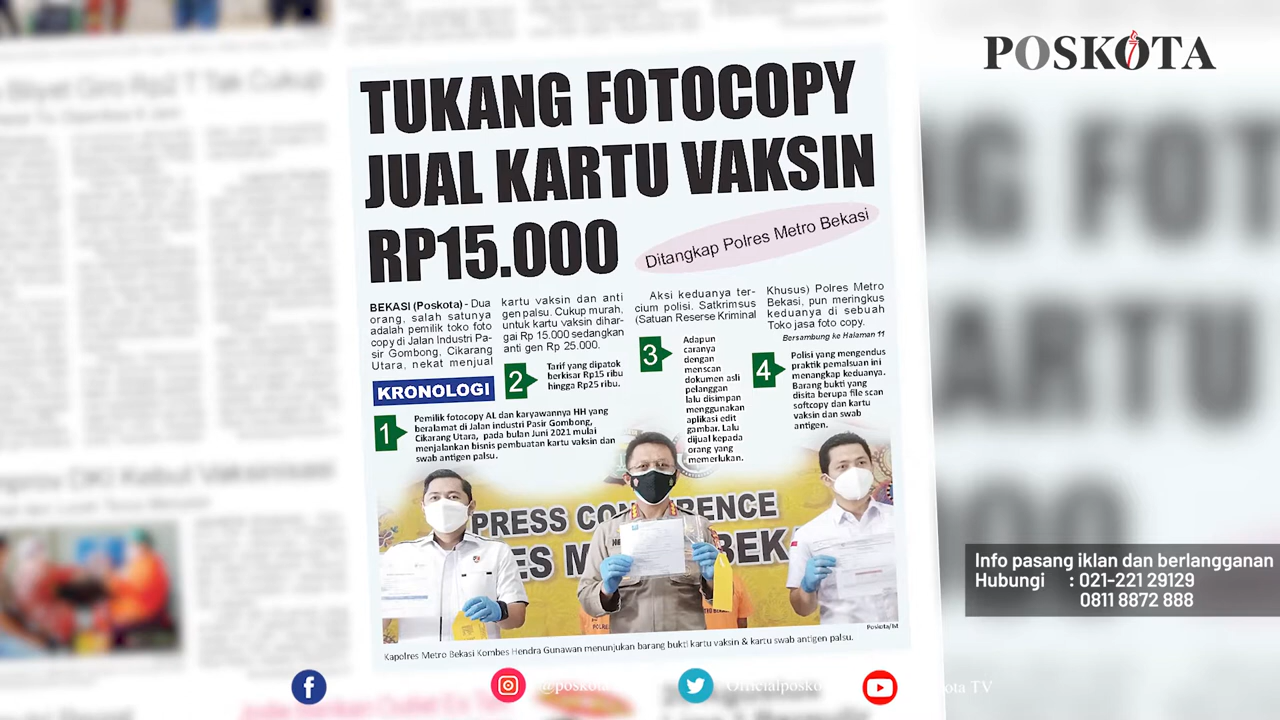 POSKOTA
TUKANG FOTOCOPY
JUAL KARTU VAKSIN
RP15.000
Ditangkap Polres Metro Bekasi
BEKASI (Poskota) - Dua
orang, salah satunya
adalah pemilik toko foto
copy di Jalan Industri Pa-
sir Gombong, Cikarang
Utara, nekat menjual
kartu vaksin dan anti
gen palsu. Cukup murah,
untuk kartu vaksin dihar-
gai Rp 15.000 sedangkan
anti gen Rp 25.000.
Aksi keduanya ter-
cium polisi, Satkrimsus
(Satuan Reserse Kriminal
Khusus) Polres Metro
Bekasi, pun meringkus
keduanya di sebuah
Toko jasa foto copy.
Bersambung ke Halaman 11
KRONOLOGI
1
Pemilik fotocopy AL dan karyawannya HH yang
beralamat di Jalan industri Pasir Gombong,
Cikarang Utara, pada bulan Juni 2021 mulai
menjalankan bisnis pembuatan kartu vaksin dan
swab antigen palsu.
2
Tarif yang dipatok
berkisar Rp15 ribu
hingga Rp25 ribu.
3
Adapun
caranya
dengan
menscan
dokumen asli
pelanggan
lalu disimpan
menggunakan
aplikasi edit
gambar. Lalu
dijual kepada
orang yang
memerlukan.
4
Polisi yang mengendus
praktik pemalsuan ini
menangkap keduanya.
Barang bukti yang
disita berupa file scan
softcopy dan kartu
vaksin dan swab
antigen.
PRESS CONFERENCE
Poskota/M
Kapolres Metro Bekasi Kombes Hendra Gunawan menunjukan barang bukti kartu vaksin & kartu swab antigen palsu.
Info pasang iklan dan berlangganan
Hubungi : 021-221 29129
0811 8872 888